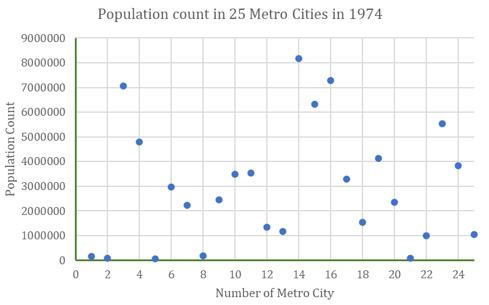 Population count in 25 Metro Cities in 1974
9000000
8000000
7000000
6000000
5000000
4000000
3000000
2000000
1000000
0
Population Count
0 2 4 6 8 10 12 14 16 18 20 22 24
Number of Metro City